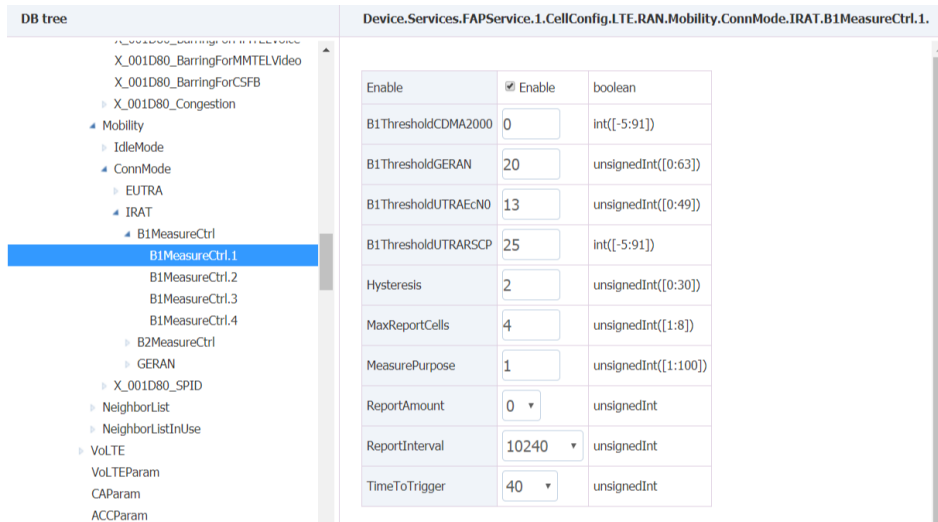 DB tree
X_001D80_BarringForMMTELVideo
X_001D80_BarringForCSFB
X_001D80_Congestion
Mobility
IdleMode
ConnMode
EUTRA
IRAT
B1MeasureCtrl
B1MeasureCtrl.1
B1MeasureCtrl.2
B1MeasureCtrl.3
B1MeasureCtrl.4
B2MeasureCtrl
GERAN
X_001D80_SPID
NeighborList
NeighborListInUse
VoLTE
VoLTEParam
CAParam
ACCParam
Device.Services.FAPService.1.CellConfig.LTE.RAN.Mobility.ConnMode.IRAT.B1MeasureCtrl.1.
Enable Enable boolean
B1ThresholdCDMA2000 0 int([-5:91])
B1ThresholdGERAN 20 unsignedInt([0:63])
B1ThresholdUTRAEcN0 13 unsignedInt([0:49])
B1ThresholdUTRARSCP 25 int([-5:91])
Hysteresis 2 unsignedInt([0:30])
MaxReportCells 4 unsignedInt([1:8])
MeasurePurpose 1 unsignedInt([1:100])
ReportAmount 0 unsignedInt
ReportInterval 10240 unsignedInt
TimeToTrigger 40 unsignedInt